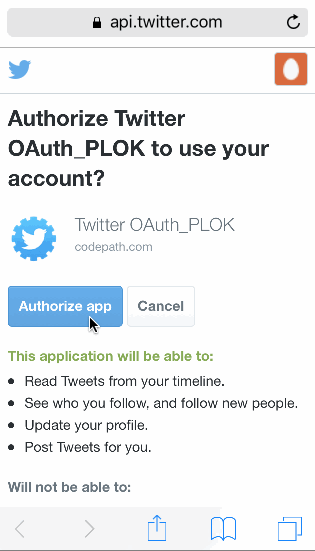 api.twitter.com
Authorize Twitter
OAuth_PLOK to use your
account?
Twitter OAuth_PLOK
codepath.com
Authorize app
Cancel
This application will be able to:
Read Tweets from your timeline.
See who you follow, and follow new people.
Update your profile.
Post Tweets for you.
Will not be able to: